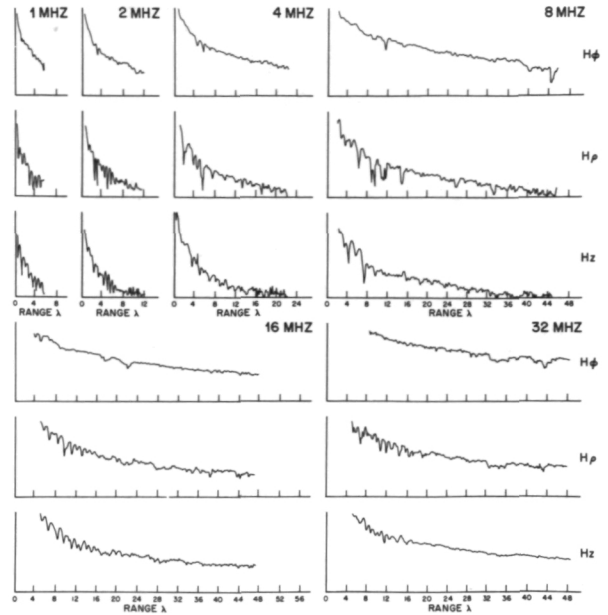 1 MHZ 2 MHZ 4 MHZ 8 MHZ
Hϕ
Hρ
Hz
0 4 8 0 4 8 12 0 4 8 12 16 20 24 0 4 8 12 16 20 24 28 32 36 40 44 48
RANGE λ RANGE λ RANGE λ RANGE λ
16 MHZ 32 MHZ
Hϕ
Hρ
Hz
0 4 8 12 16 20 24 28 32 36 40 44 48 52 56 0 4 8 12 16 20 24 28 32 36 40 44 48
RANGE λ RANGE λ